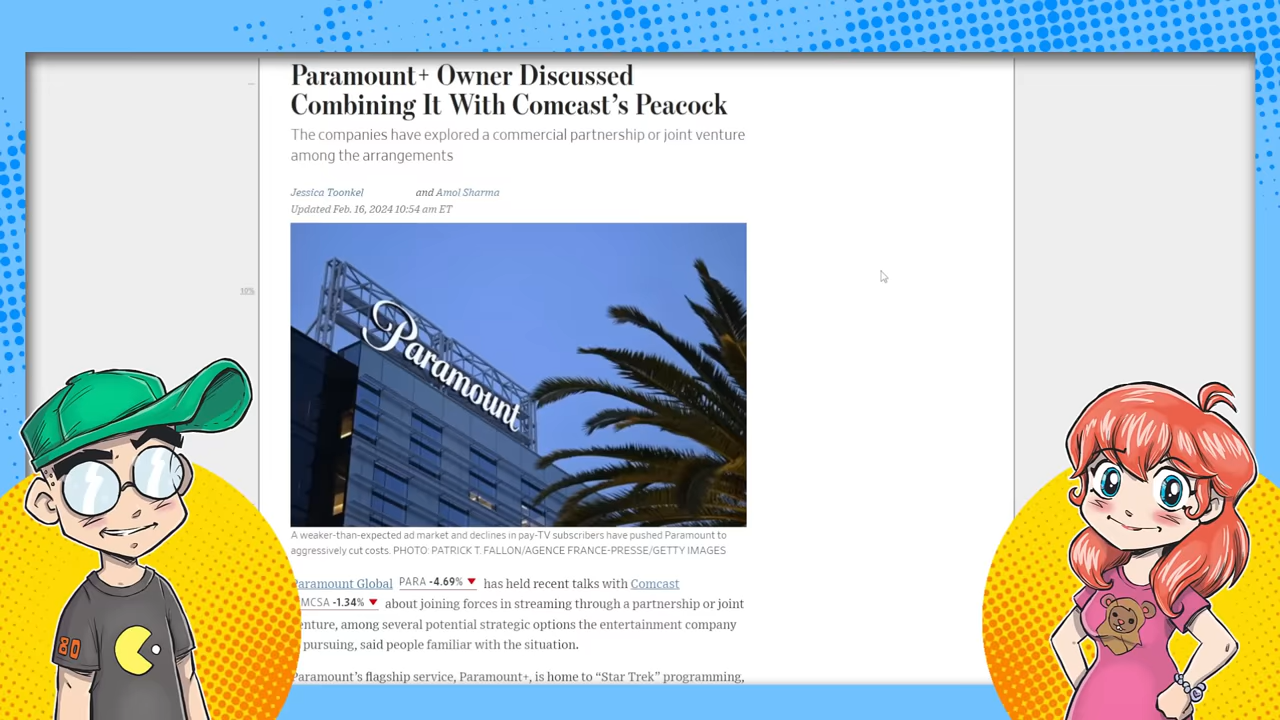 Paramount+ Owner Discussed
Combining It With Comcast's Peacock
The companies have explored a commercial partnership or joint venture
among the arrangements
Jessica Toonkel and Amol Sharma
Updated Feb. 16, 2024 10:54 am ET
10%
Paramount
A weaker-than-expected ad market and declines in pay-TV subscribers have pushed Paramount to
aggressively cut costs. PHOTO: PATRICK T. FALLON/AGENCE FRANCE-PRESSE/GETTY IMAGES
aramount Global PARA -4.69% ▼ has held recent talks with Comcast
MCSA -1.34% ▼ about joining forces in streaming through a partnership or joint
enture, among several potential strategic options the entertainment company
pursuing, said people familiar with the situation.
Paramount's flagship service, Paramount+, is home to “Star Trek” programming,
80